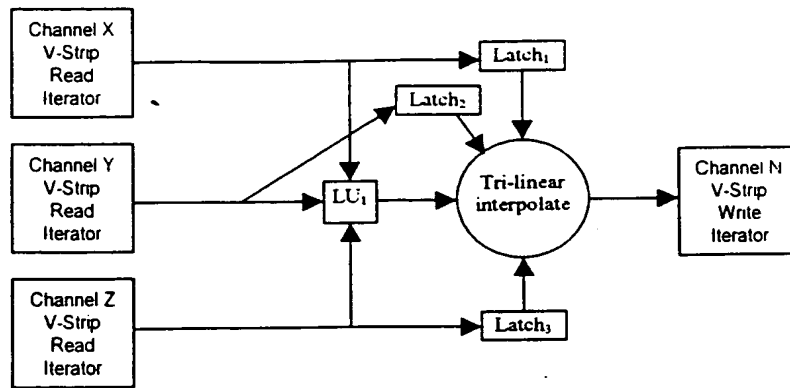 Channel X
V-Strip
Read
Iterator
Latch₁
Latch₂
Channel Y
V-Strip
Read
Iterator
LU₁
Tri-linear
interpolate
Channel N
V-Strip
Write
Iterator
Channel Z
V-Strip
Read
Iterator
Latch₃